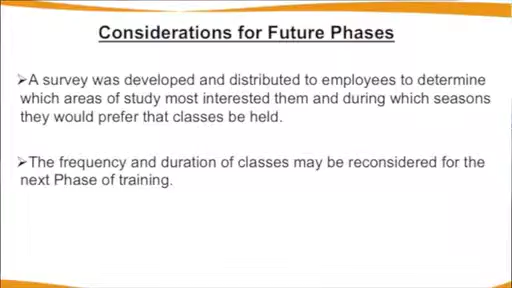 Considerations for Future Phases
➢A survey was developed and distributed to employees to determine
which areas of study most interested them and during which seasons
they would prefer that classes be held.
➢The frequency and duration of classes may be reconsidered for the
next Phase of training.